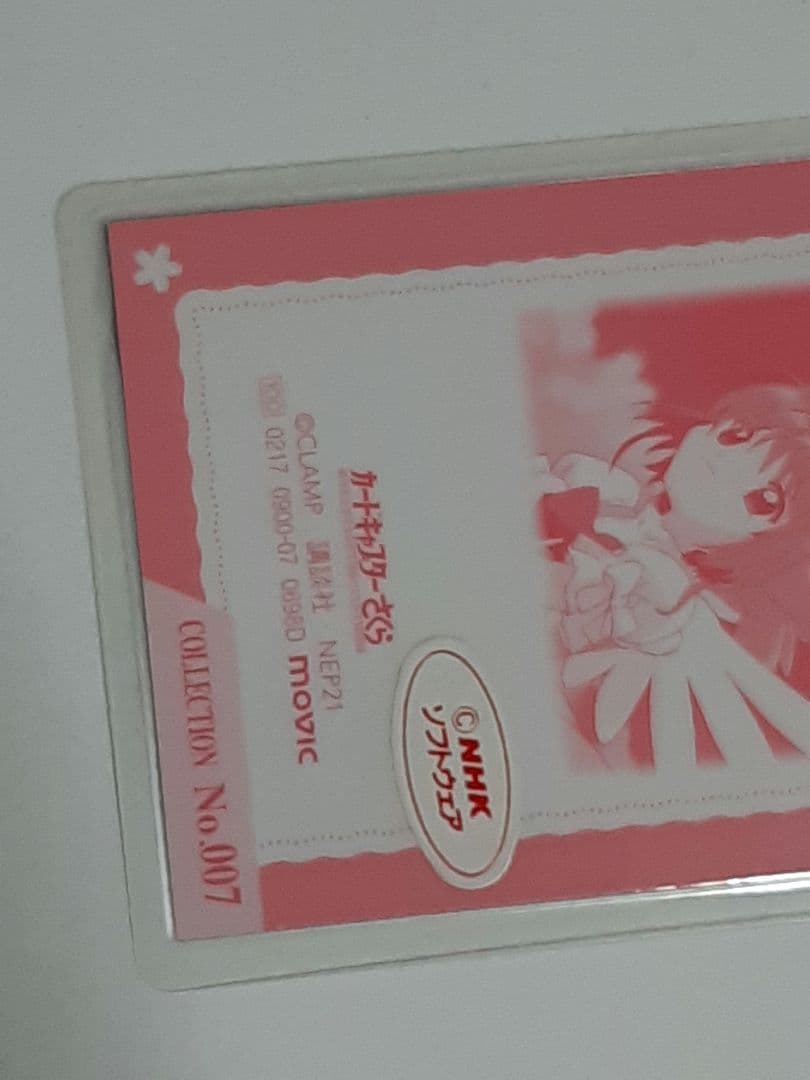 カードキャプターさくら
©CLAMP 講談社 NEP21
0217 0900-07 0698D movic
©NHK
ソフトウェア
COLLECTION No.007